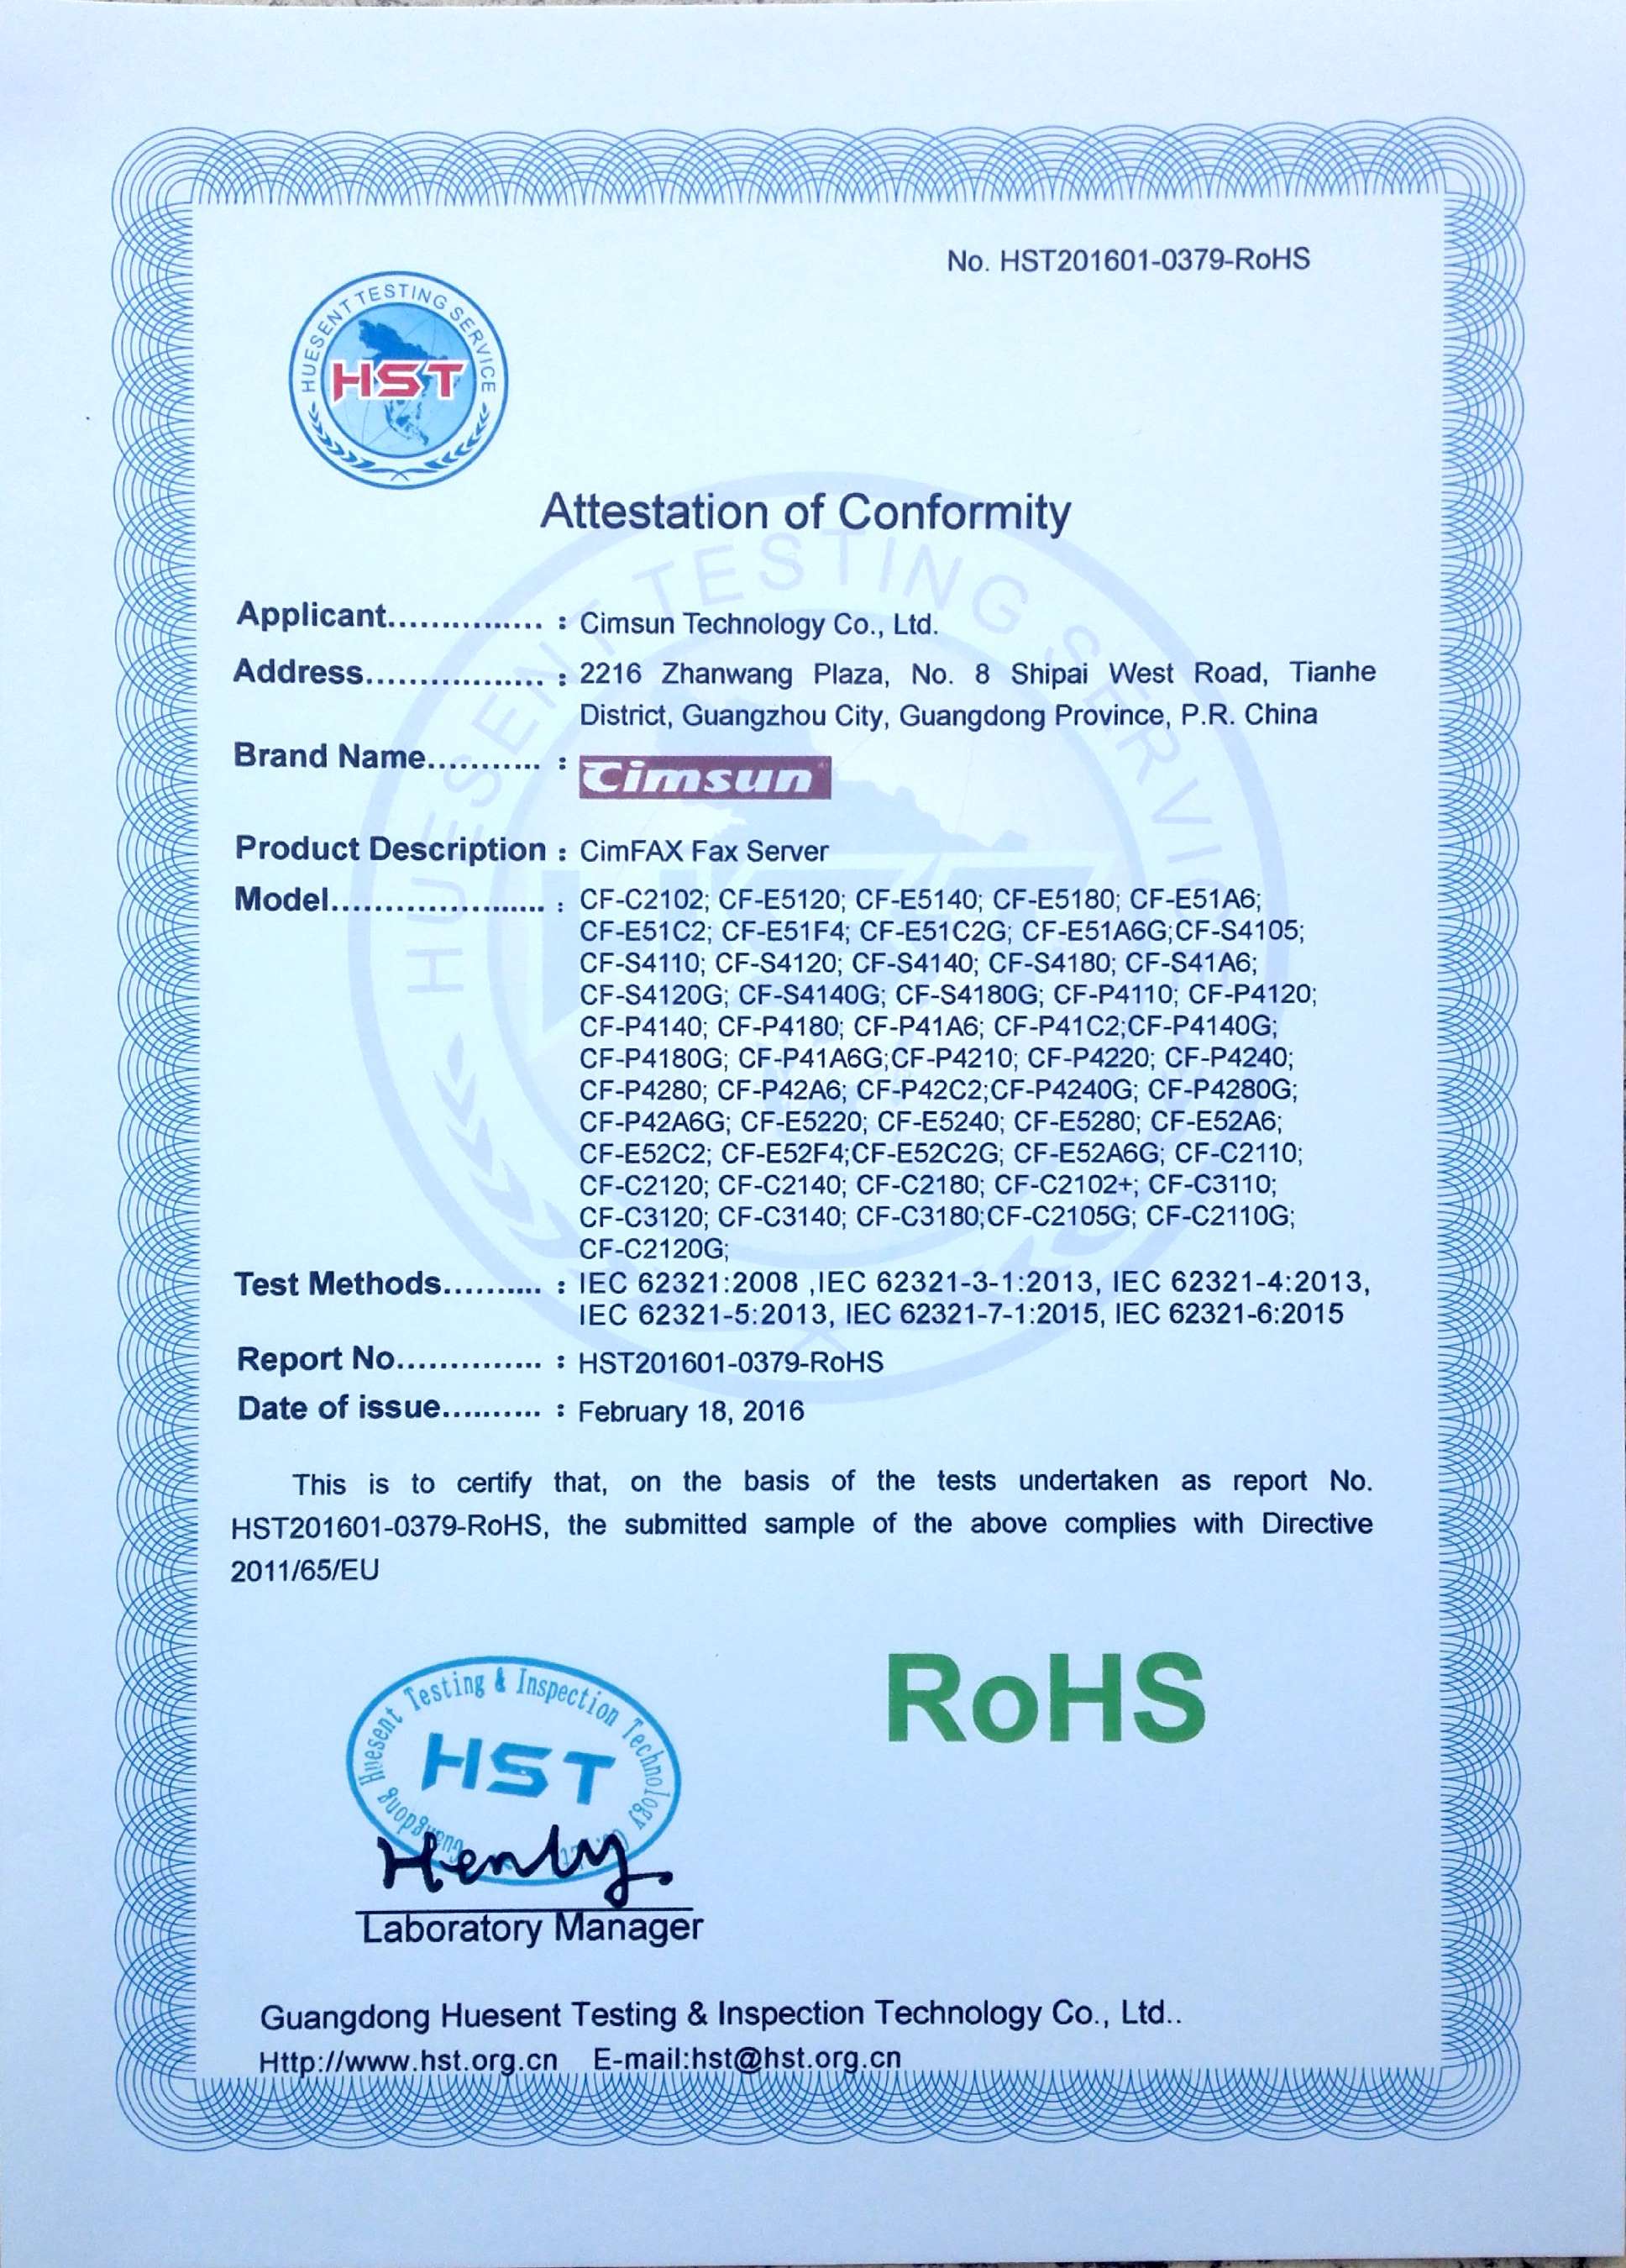 No. HST201601-0379-RoHS
HUESENT TESTING SERVICE
HST
Attestation of Conformity
Applicant............... : Cimsun Technology Co., Ltd.
Address................. : 2216 Zhanwang Plaza, No. 8 Shipai West Road, Tianhe
District, Guangzhou City, Guangdong Province, P.R. China
Brand Name........... : Cimsun
Product Description : CimFAX Fax Server
Model...................... : CF-C2102; CF-E5120; CF-E5140; CF-E5180; CF-E51A6;
CF-E51C2; CF-E51F4; CF-E51C2G; CF-E51A6G;CF-S4105;
CF-S4110; CF-S4120; CF-S4140; CF-S4180; CF-S41A6;
CF-S4120G; CF-S4140G; CF-S4180G; CF-P4110; CF-P4120;
CF-P4140; CF-P4180; CF-P41A6; CF-P41C2;CF-P4140G;
CF-P4180G; CF-P41A6G;CF-P4210; CF-P4220; CF-P4240;
CF-P4280; CF-P42A6; CF-P42C2;CF-P4240G; CF-P4280G;
CF-P42A6G; CF-E5220; CF-E5240; CF-E5280; CF-E52A6;
CF-E52C2; CF-E52F4;CF-E52C2G; CF-E52A6G; CF-C2110;
CF-C2120; CF-C2140; CF-C2180; CF-C2102+; CF-C3110;
CF-C3120; CF-C3140; CF-C3180;CF-C2105G; CF-C2110G;
CF-C2120G;
Test Methods.......... : IEC 62321:2008 ,IEC 62321-3-1:2013, IEC 62321-4:2013,
IEC 62321-5:2013, IEC 62321-7-1:2015, IEC 62321-6:2015
Report No.............. : HST201601-0379-RoHS
Date of issue.......... : February 18, 2016
This is to certify that, on the basis of the tests undertaken as report No.
HST201601-0379-RoHS, the submitted sample of the above complies with Directive
2011/65/EU
RoHS
Guangdong Huesent Testing & Inspection Technology
HST
Henly
Laboratory Manager
Guangdong Huesent Testing & Inspection Technology Co., Ltd..
Http://www.hst.org.cn E-mail:hst@hst.org.cn